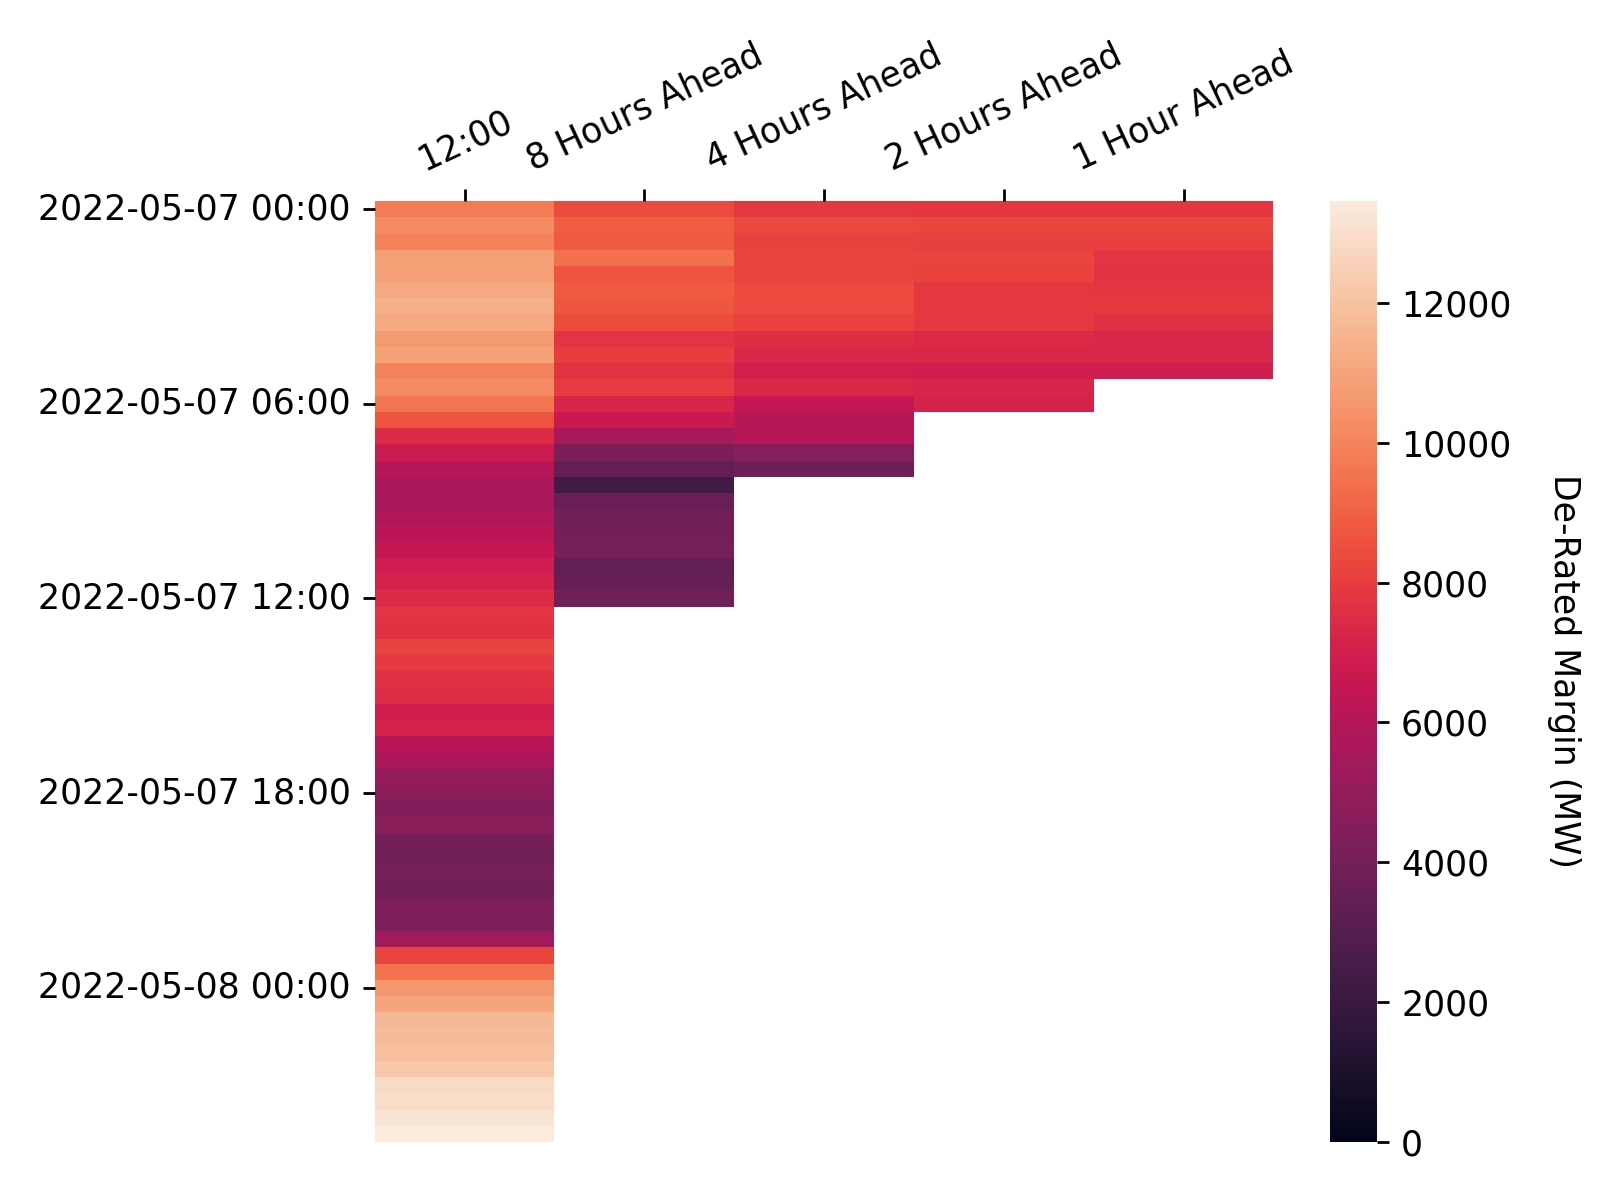 12:00
8 Hours Ahead
4 Hours Ahead
2 Hours Ahead
1 Hour Ahead
2022-05-07 00:00
2022-05-07 06:00
2022-05-07 12:00
2022-05-07 18:00
2022-05-08 00:00
12000
10000
8000
6000
4000
2000
0
De-Rated Margin (MW)